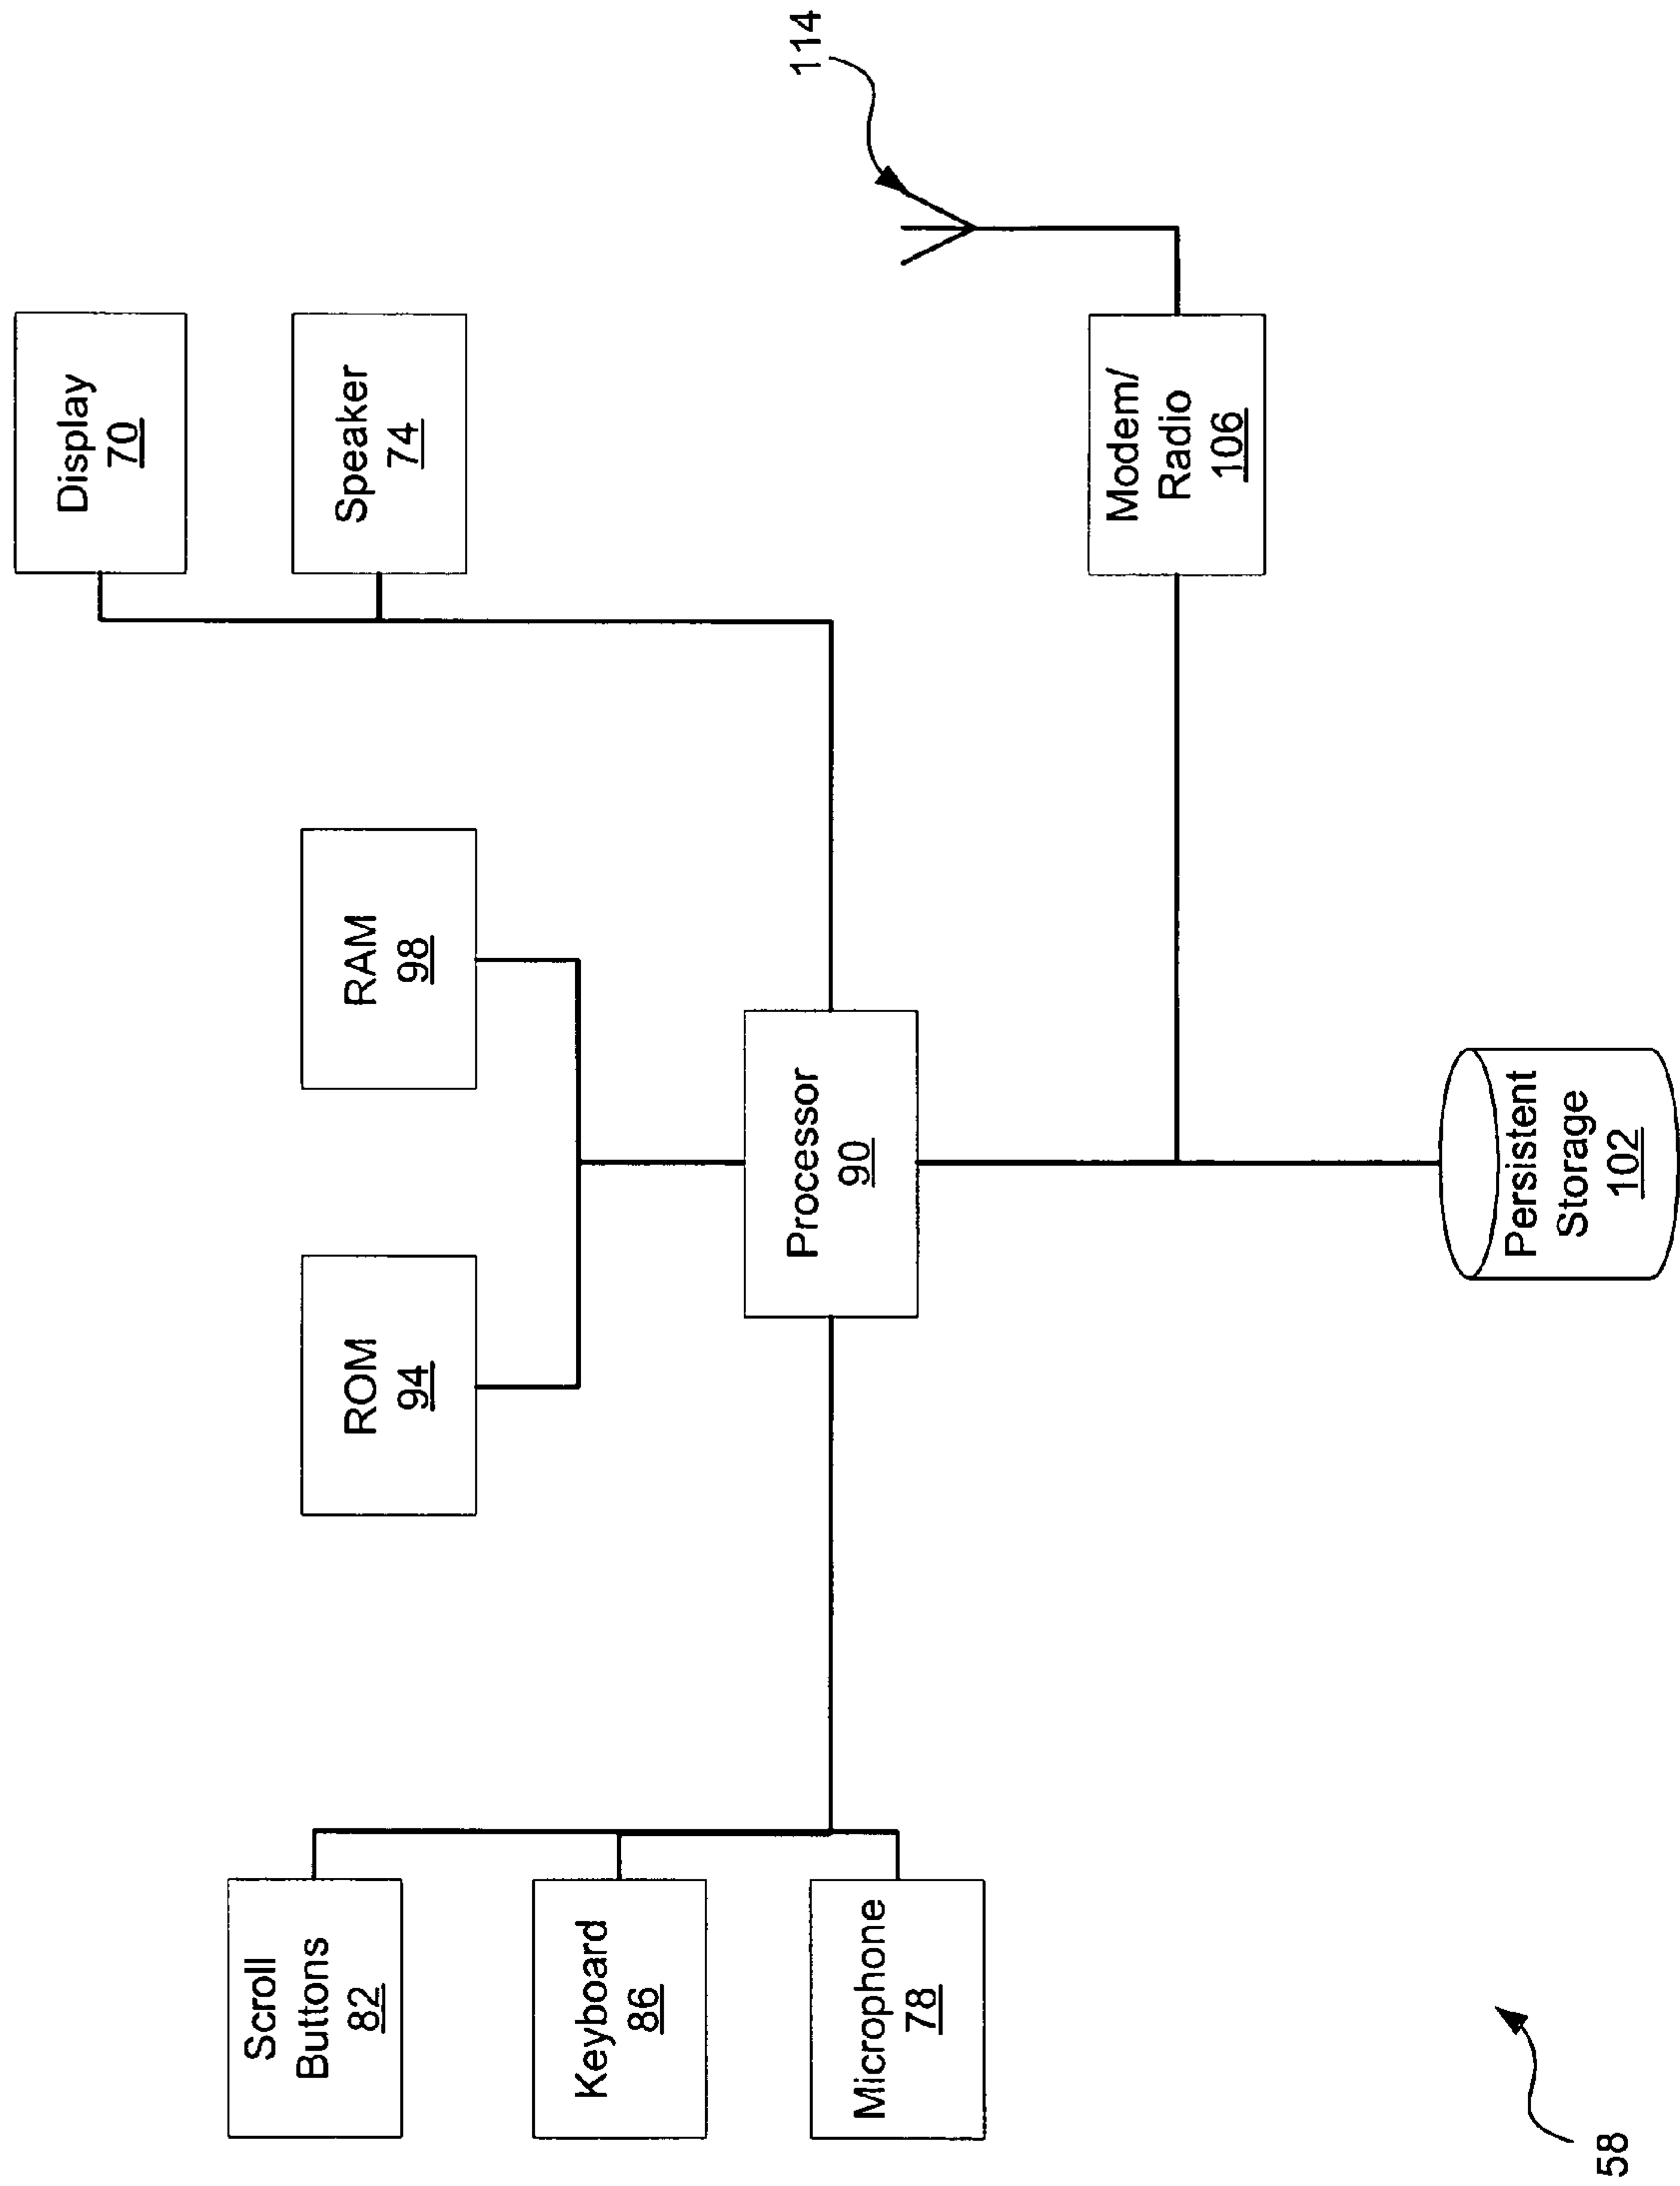 Scroll
Buttons
82
Keyboard
86
Microphone
78
ROM
94
RAM
98
Processor
90
Persistent
Storage
102
Display
70
Speaker
74
Modem/
Radio
106
114
58